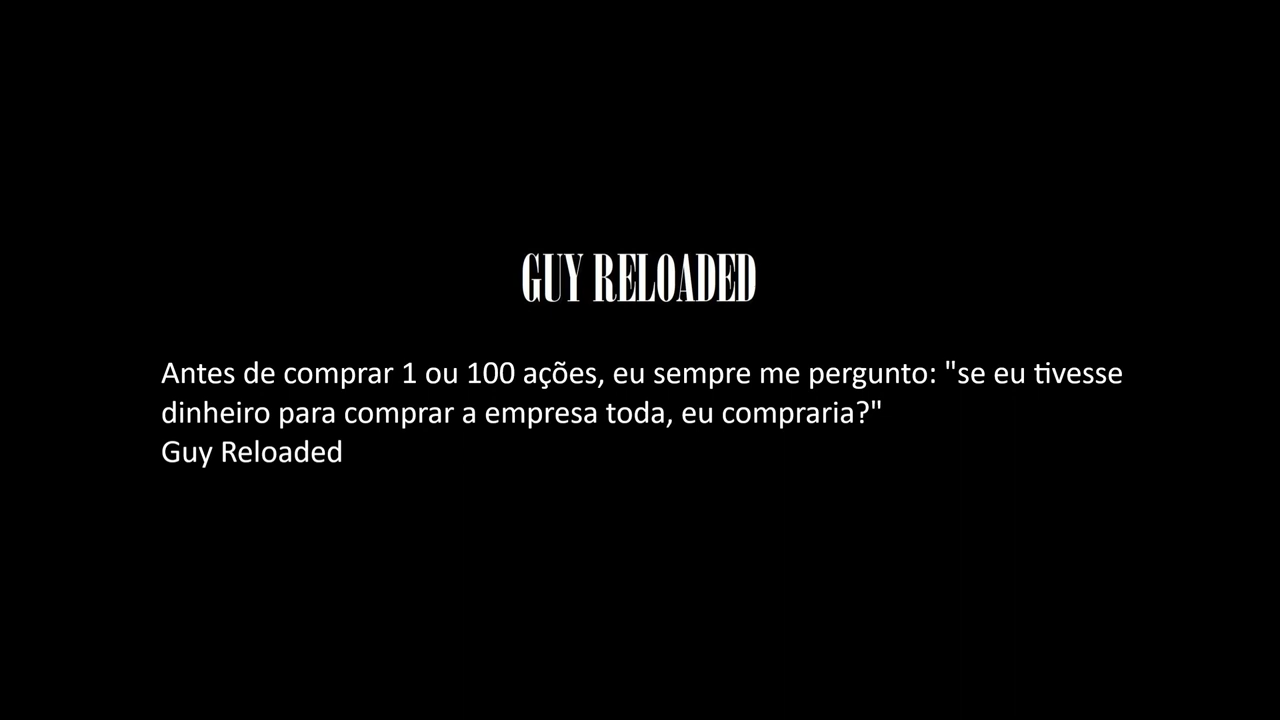 GUY RELOADED
Antes de comprar 1 ou 100 ações, eu sempre me pergunto: "se eu tivesse
dinheiro para comprar a empresa toda, eu compraria?"
Guy Reloaded